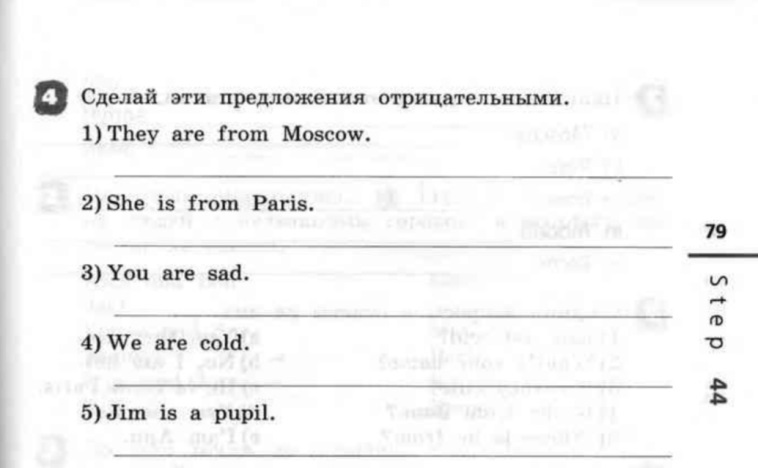 4 Сделай эти предложения отрицательными.
1) They are from Moscow.
2) She is from Paris.
3) You are sad.
4) We are cold.
5) Jim is a pupil.
79
Step 44